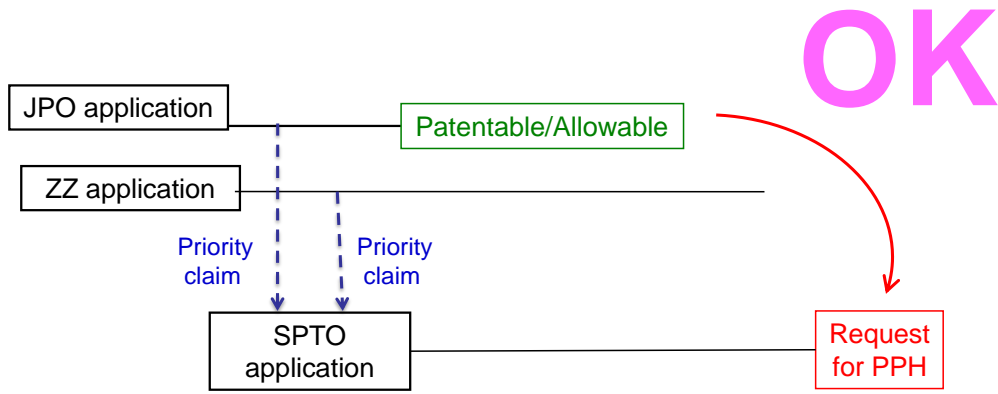 OK
JPO application
Patentable/Allowable
ZZ application
Priority
claim
Priority
claim
SPTO
application
Request
for PPH